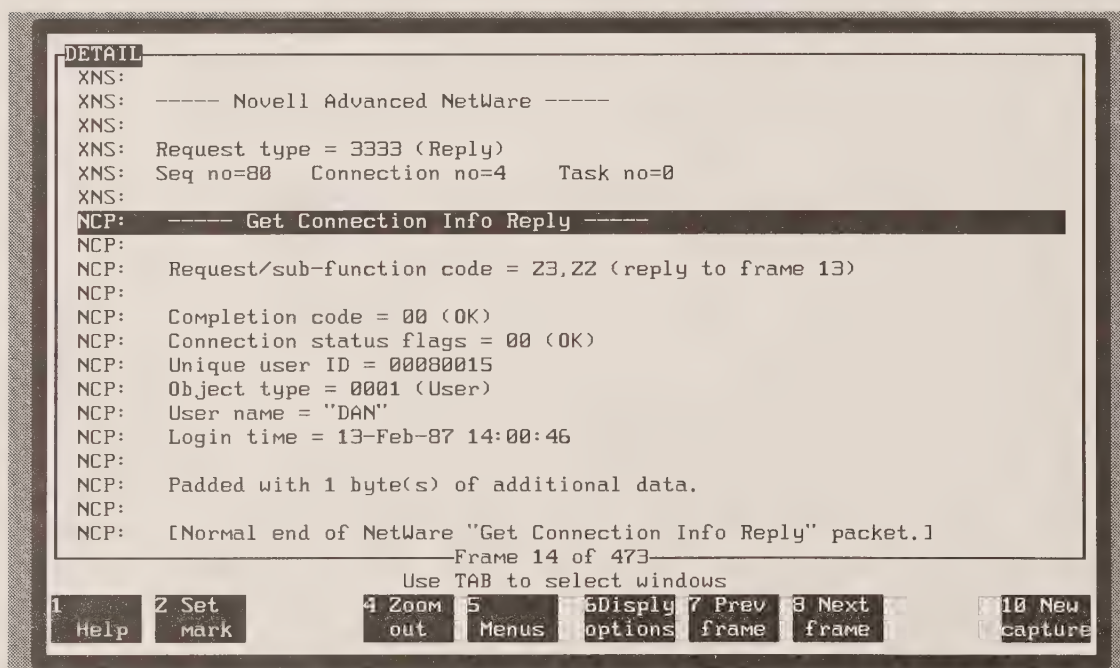 DETAIL
XNS:
XNS: ----- Novell Advanced NetWare -----
XNS:
XNS: Request type = 3333 (Reply)
XNS: Seq no=80 Connection no=4 Task no=0
XNS:
NCP: ----- Get Connection Info Reply -----
NCP:
NCP: Request/sub-function code = 23,22 (reply to frame 13)
NCP:
NCP: Completion code = 00 (OK)
NCP: Connection status flags = 00 (OK)
NCP: Unique user ID = 00080015
NCP: Object type = 0001 (User)
NCP: User name = "DAN"
NCP: Login time = 13-Feb-87 14:00:46
NCP:
NCP: Padded with 1 byte(s) of additional data.
NCP:
NCP: [Normal end of NetWare "Get Connection Info Reply" packet.]
Frame 14 of 473
Use TAB to select windows
1 2 Set 4 Zoom 5 6Disply 7 Prev 8 Next 10 New
Help mark out Menus options frame frame capture